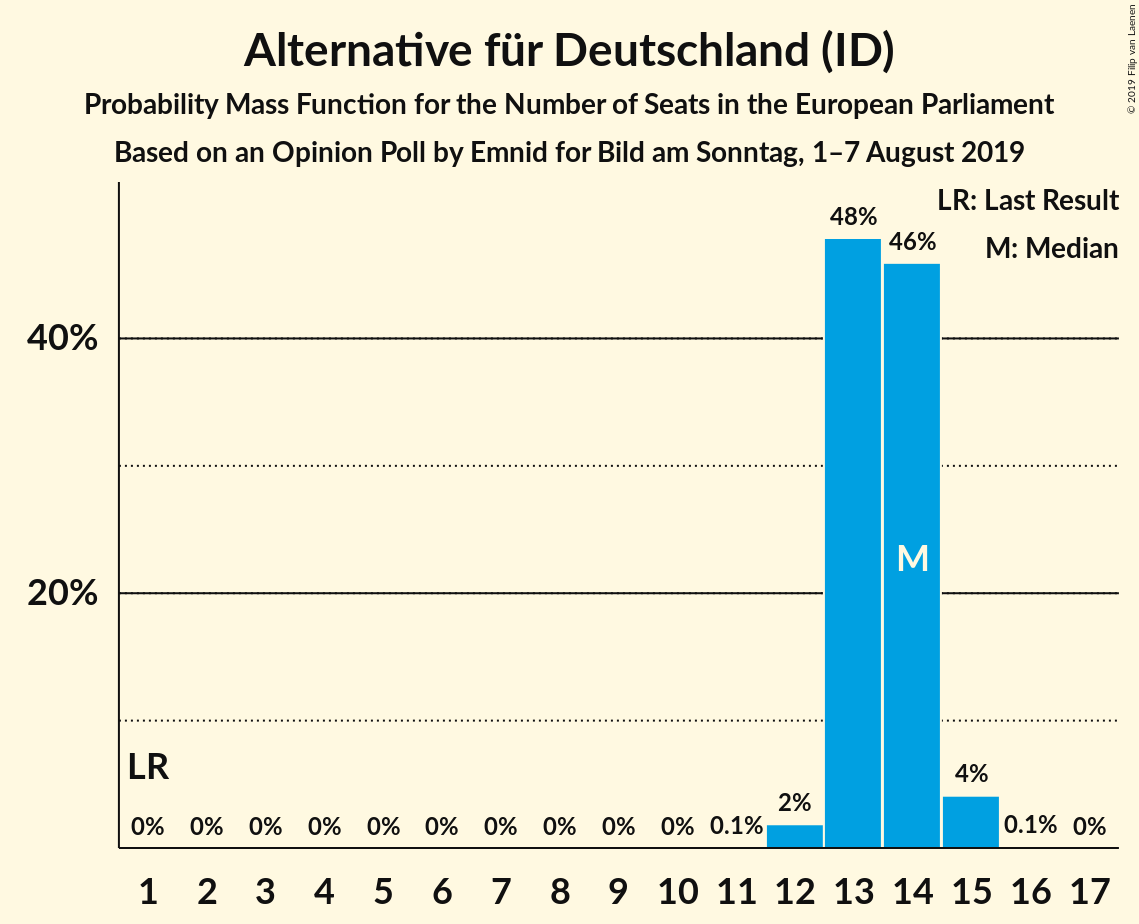 Alternative für Deutschland (ID)
Probability Mass Function for the Number of Seats in the European Parliament
Based on an Opinion Poll by Emnid for Bild am Sonntag, 1–7 August 2019
© 2019 Filip van Laenen
LR: Last Result
M: Median
48%
46%
40%
M
20%
LR
4%
2%
0% 0% 0% 0% 0% 0% 0% 0% 0% 0% 0.1% 0.1% 0%
1 2 3 4 5 6 7 8 9 10 11 12 13 14 15 16 17